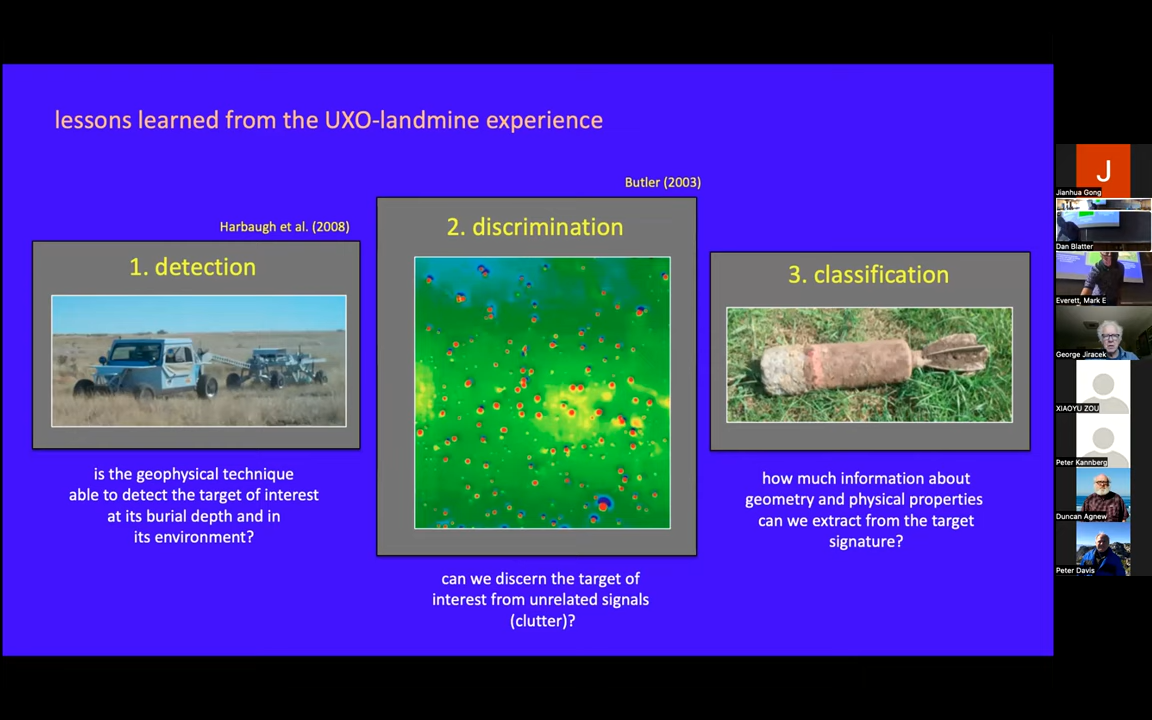 lessons learned from the UXO-landmine experience
Harbaugh et al. (2008)
1. detection
is the geophysical technique
able to detect the target of interest
at its burial depth and in
its environment?
Butler (2003)
2. discrimination
can we discern the target of
interest from unrelated signals
(clutter)?
3. classification
how much information about
geometry and physical properties
can we extract from the target
signature?
J
Jianhua Gong
Dan Blatter
Everett, Mark E
George Jiracek
XIAOYU ZOU
Peter Kannberg
Duncan Agnew
Peter Davis